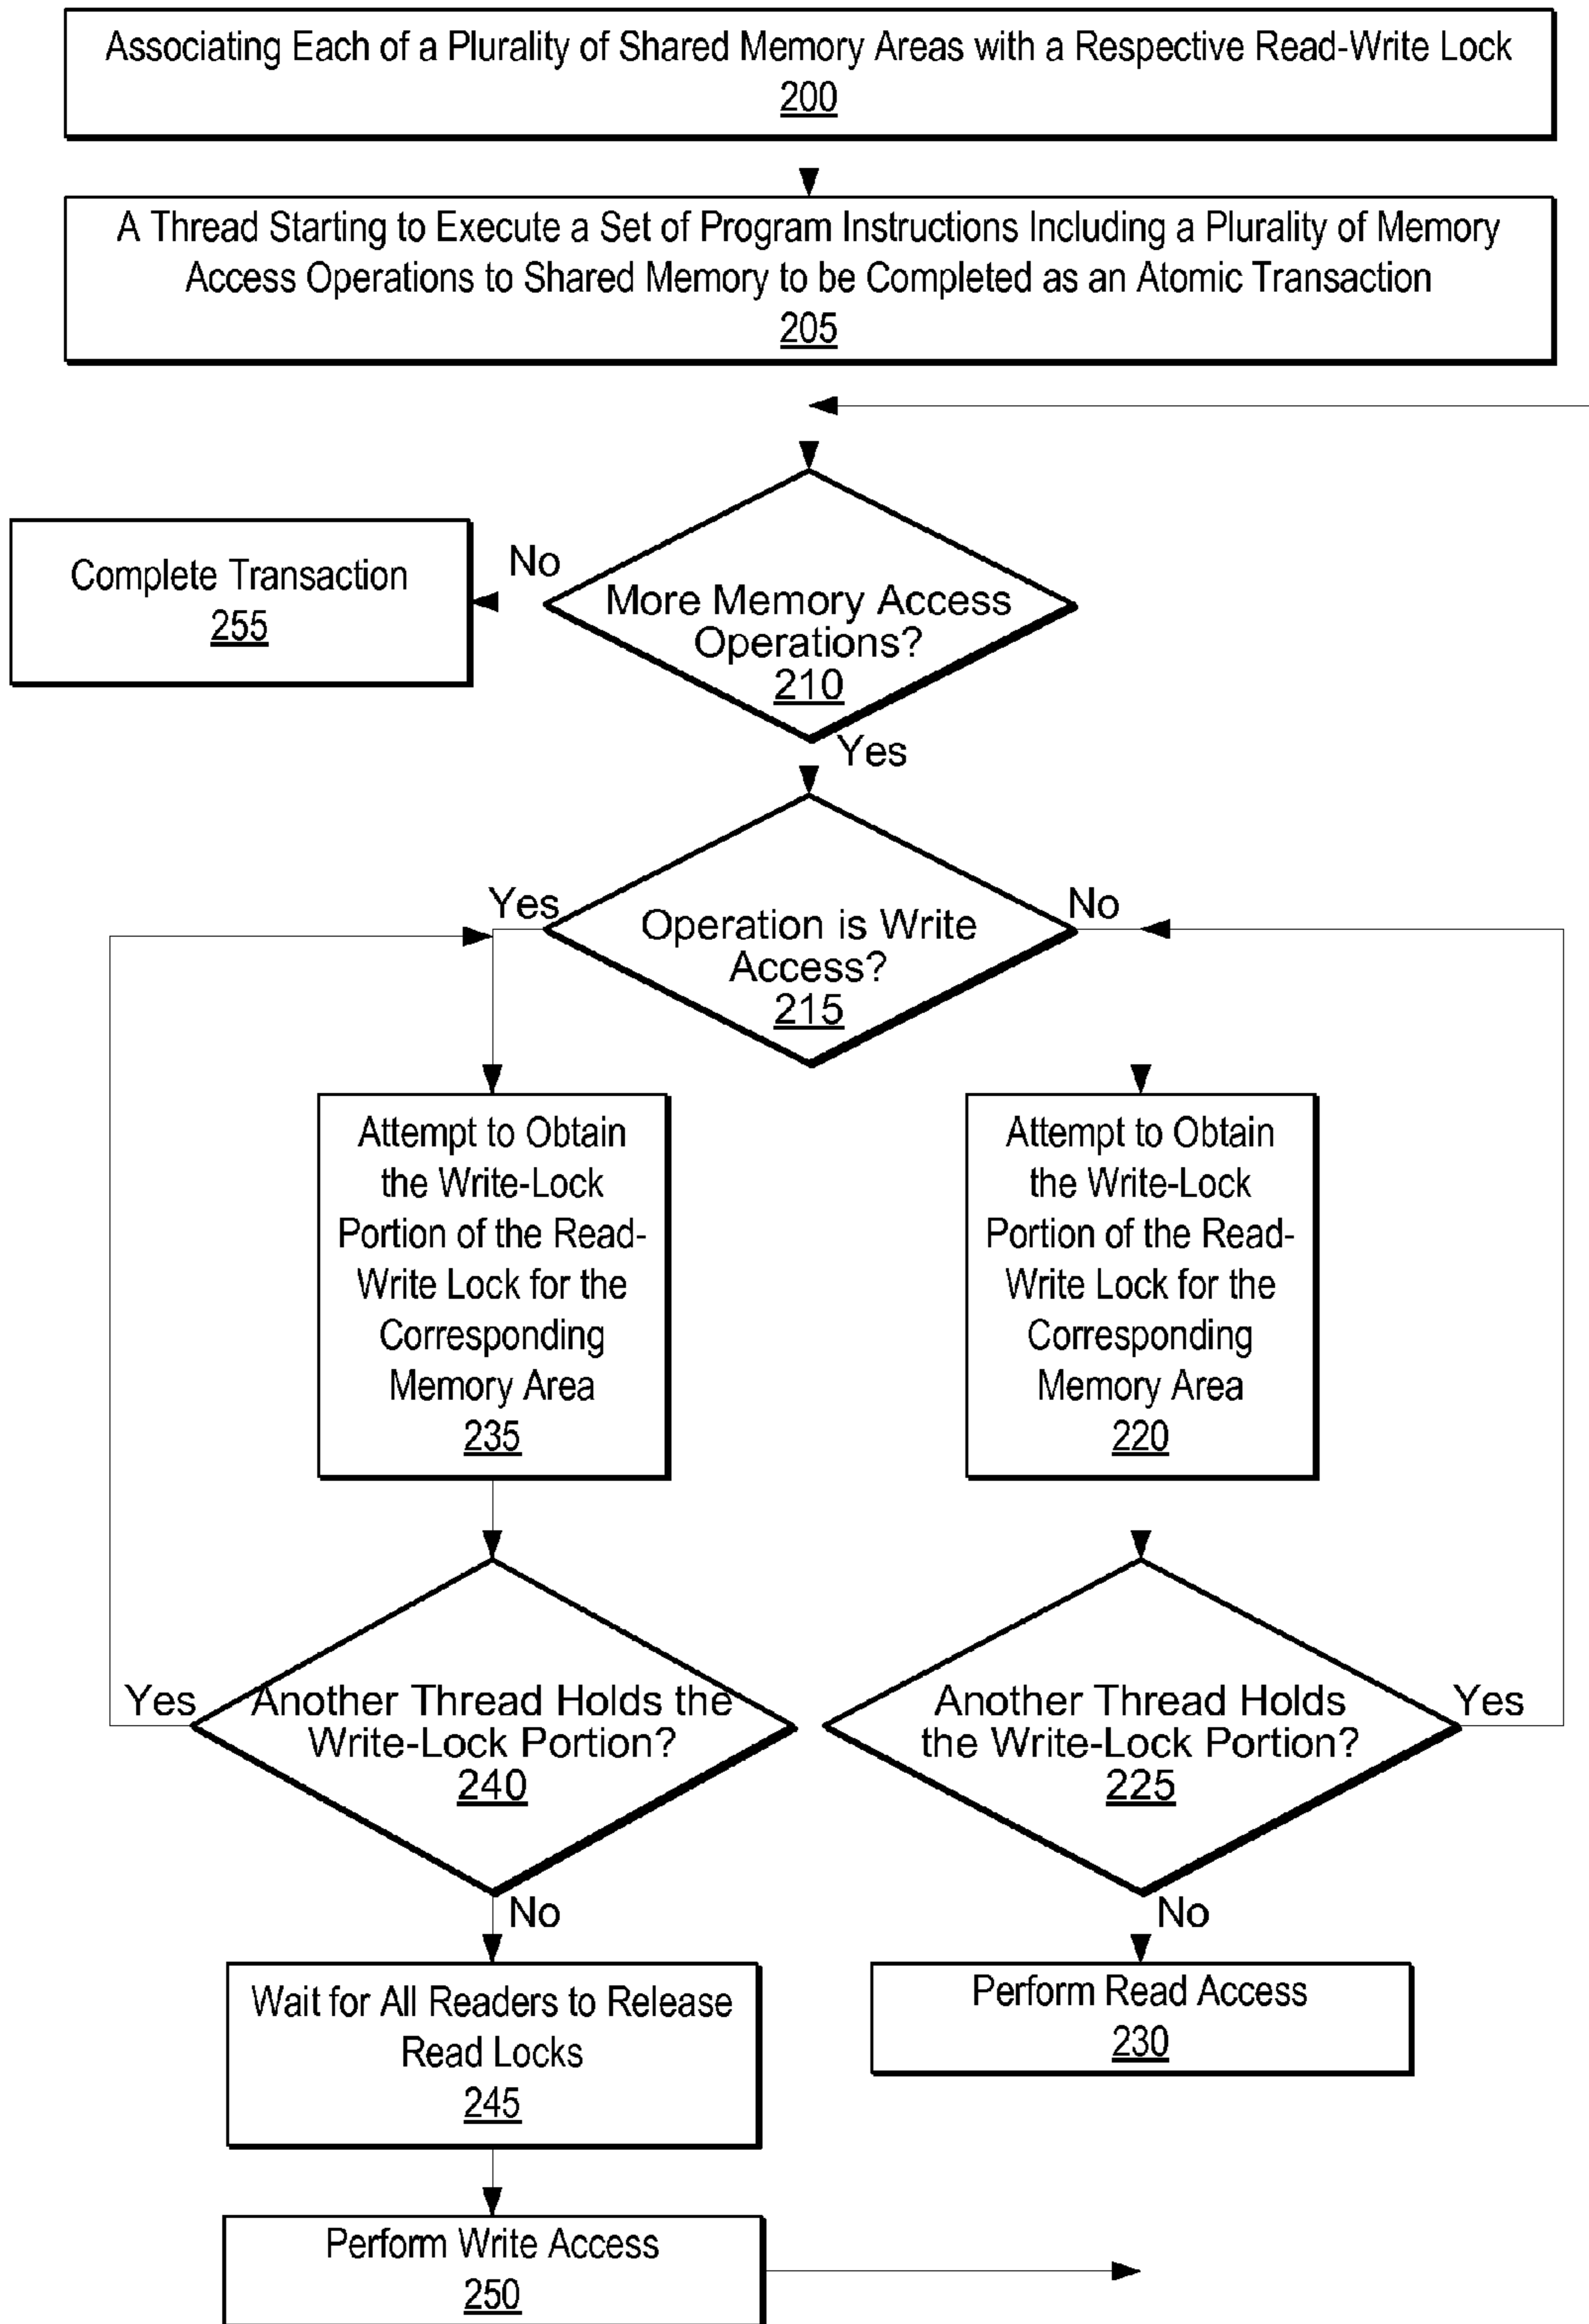 Associating Each of a Plurality of Shared Memory Areas with a Respective Read-Write Lock
200
A Thread Starting to Execute a Set of Program Instructions Including a Plurality of Memory
Access Operations to Shared Memory to be Completed as an Atomic Transaction
205
No
Complete Transaction
255
More Memory Access
Operations?
210
Yes
Yes
No
Operation is Write
Access?
215
Attempt to Obtain
the Write-Lock
Portion of the Read-
Write Lock for the
Corresponding
Memory Area
235
Attempt to Obtain
the Write-Lock
Portion of the Read-
Write Lock for the
Corresponding
Memory Area
220
Yes
Another Thread Holds the
Write-Lock Portion?
240
Another Thread Holds
the Write-Lock Portion?
225
Yes
No
No
Wait for All Readers to Release
Read Locks
245
Perform Read Access
230
Perform Write Access
250